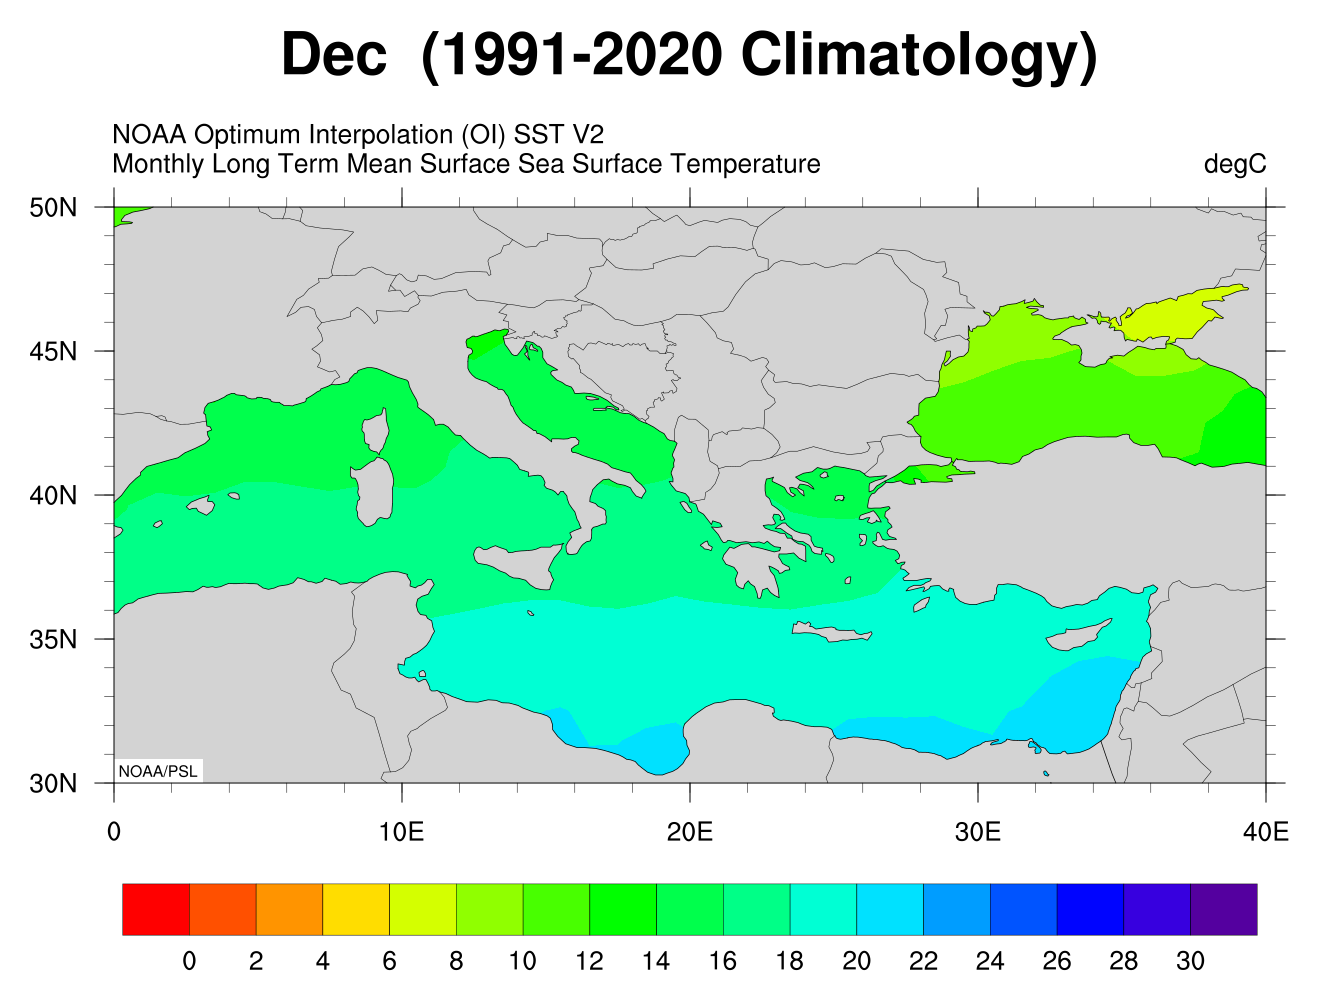 Dec (1991-2020 Climatology)
NOAA Optimum Interpolation (OI) SST V2
Monthly Long Term Mean Surface Sea Surface Temperature degC
50N
45N
40N
35N
30N
NOAA/PSL
0 10E 20E 30E 40E
0 2 4 6 8 10 12 14 16 18 20 22 24 26 28 30